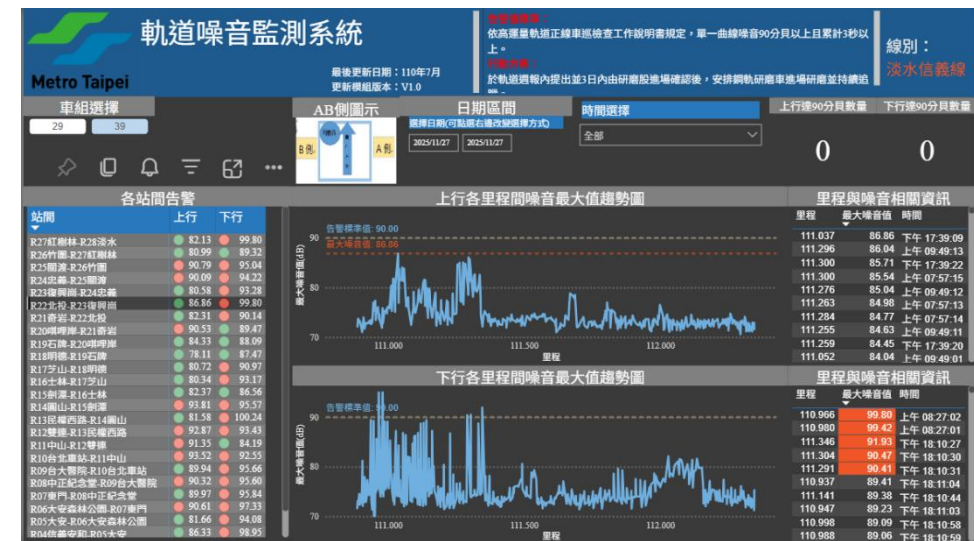 軌道噪音監測系統
Metro Taipei
最後更新日期：110年7月
更新模組版本：V1.0
依高運量軌道正線車巡檢查工作說明書規定，單一曲線噪音90分貝以上且累計3秒以
上。
於軌道週報內提出並3日內由研磨股進場確認後，安排鋼軌研磨車進場研磨並持續追
線別：
淡水信義線
車組選擇
29
39
AB側圖示
B側
A側
日期區間
選擇日期(可點選右邊改變選擇方式)
2025/11/27
2025/11/27
時間選擇
全部
上行達90分貝數量
下行達90分貝數量
0
0
各站間告警
站間 上行 下行
R27紅樹林-R28淡水 82.13 99.80
R26竹圍-R27紅樹林 80.99 89.32
R25關渡-R26竹圍 90.79 95.04
R24忠義-R25關渡 90.09 94.22
R23復興崗-R24忠義 80.58 93.28
R22北投-R23復興崗 86.86 99.80
R21奇岩-R22北投 82.31 90.14
R20唭哩岸-R21奇岩 90.53 89.47
R19石牌-R20唭哩岸 84.33 88.09
R18明德-R19石牌 78.11 87.47
R17芝山-R18明德 80.72 90.97
R16士林-R17芝山 80.34 93.17
R15劍潭-R16士林 82.37 86.56
R14圓山-R15劍潭 93.81 95.57
R13民權西路-R14圓山 81.58 100.24
R12雙連-R13民權西路 92.87 93.43
R11中山-R12雙連 91.35 84.19
R10台北車站-R11中山 93.52 92.55
R09台大醫院-R10台北車站 89.94 95.66
R08中正紀念堂-R09台大醫院 90.32 95.60
R07東門-R08中正紀念堂 89.97 95.84
R06大安森林公園-R07東門 90.61 97.33
R05大安-R06大安森林公園 81.66 94.08
R04信義安和-R05大安 86.33 98.95
上行各里程間噪音最大值趨勢圖
告警標準值: 90.00
最大噪音值: 86.86
最大噪音值(dB)
90
80
70
111.000 111.500 112.000
里程
里程與噪音相關資訊
里程 最大噪音值 時間
111.037 86.86 下午 17:39:09
111.296 86.04 上午 09:49:13
111.300 85.71 下午 17:39:22
111.300 85.54 上午 07:57:15
111.276 85.04 上午 09:49:12
111.263 84.98 上午 07:57:13
111.284 84.77 上午 07:57:14
111.255 84.63 上午 09:49:11
111.259 84.45 下午 17:39:20
111.052 84.04 上午 09:49:01
下行各里程間噪音最大值趨勢圖
告警標準值: 90.00
最大噪音值(dB)
90
80
70
111.000 111.500 112.000
里程
里程與噪音相關資訊
里程 最大噪音值 時間
110.966 99.80 上午 08:27:02
110.980 99.42 上午 08:27:01
111.346 91.93 下午 18:10:27
111.304 90.47 下午 18:10:30
111.291 90.41 下午 18:10:31
110.937 89.41 下午 18:11:04
111.141 89.38 下午 18:10:44
110.947 89.23 下午 18:11:03
110.998 89.09 下午 18:10:58
110.988 89.06 下午 18:10:59